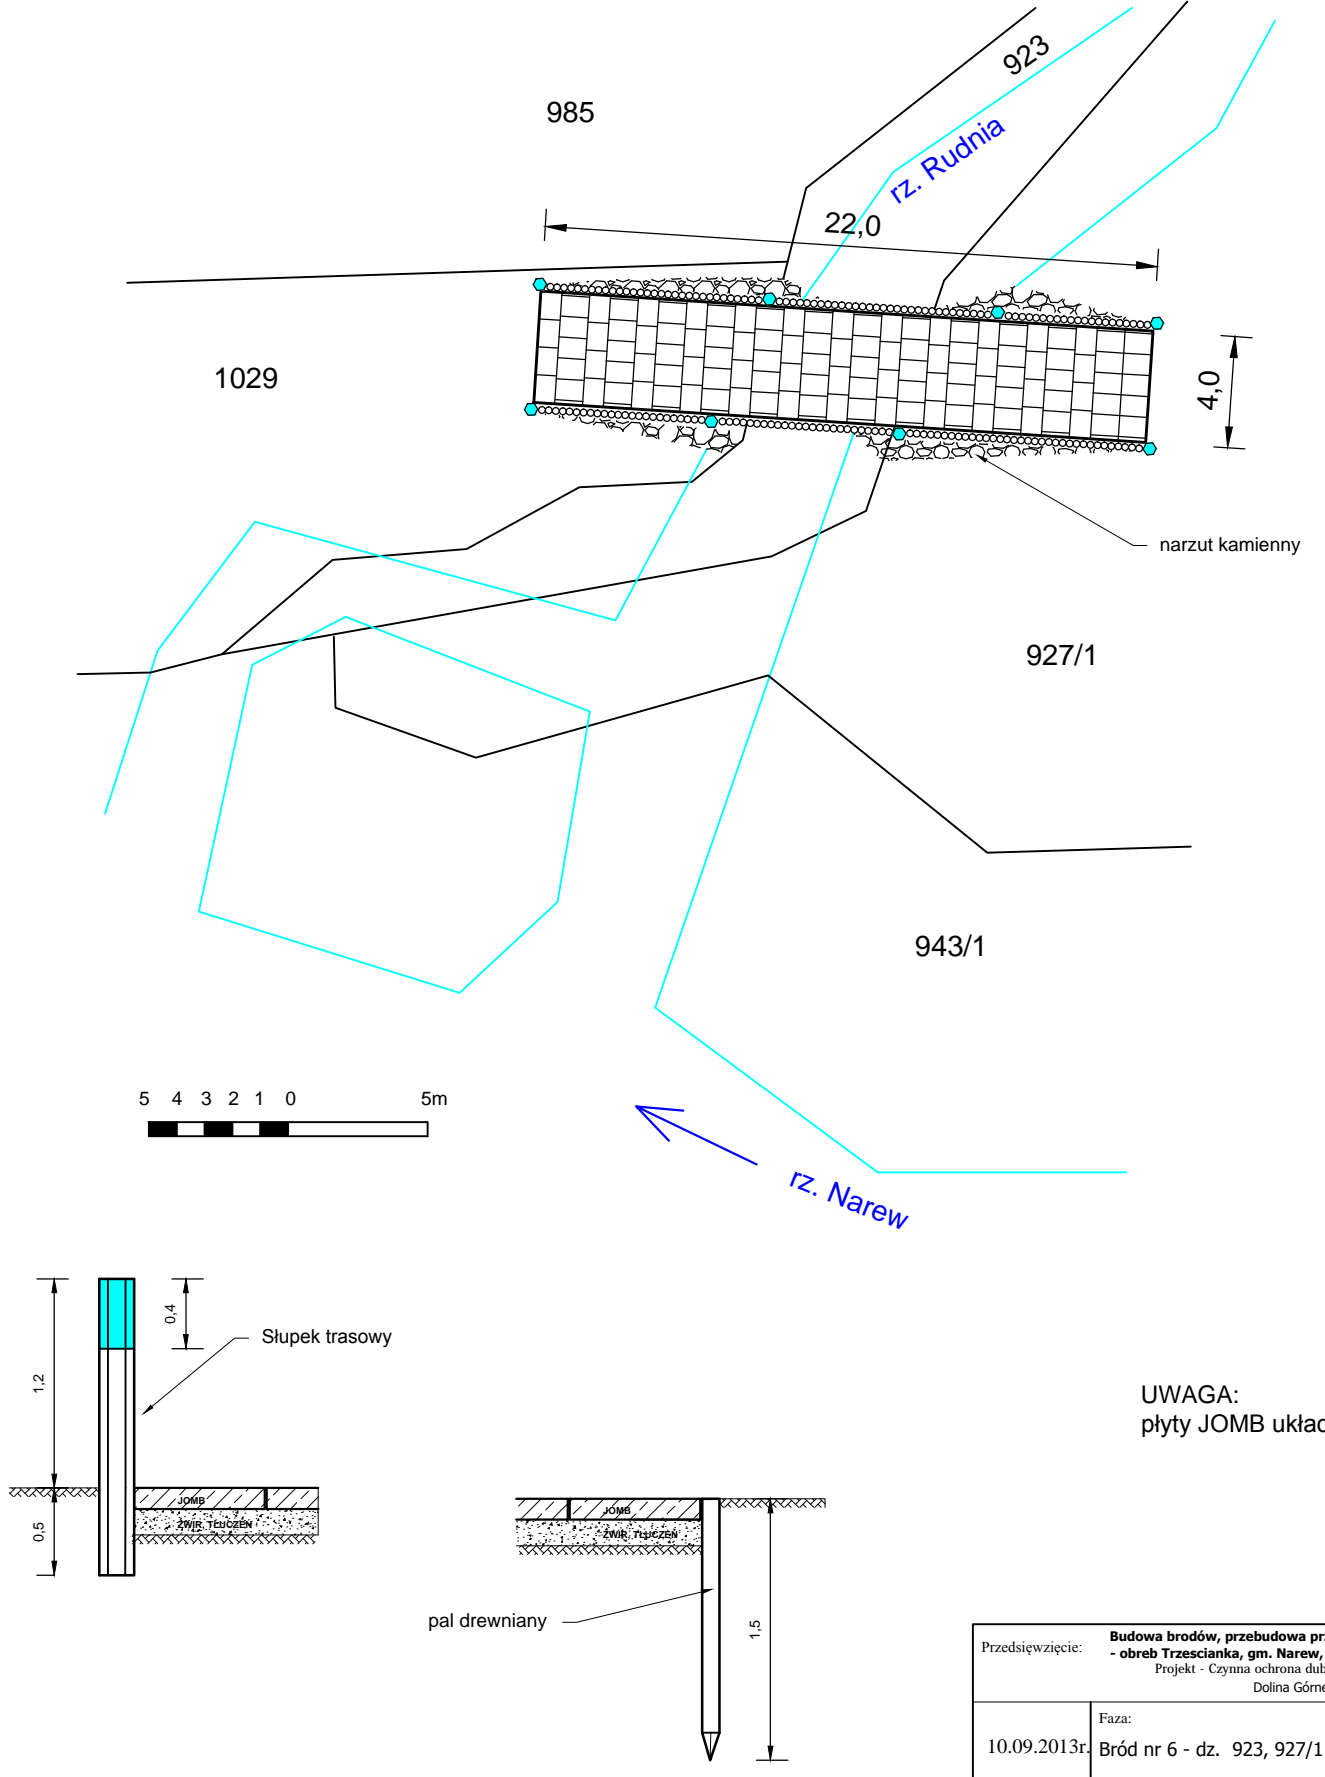 923
985
rz. Rudnia
22,0
1029
4,0
narzut kamienny
927/1
943/1
5 4 3 2 1 0 5m
rz. Narew
0,4
Słupek trasowy
1,2
UWAGA:
płyty JOMB układ
JOMB
ŻWIR, TŁUCZEŃ
0,5
JOMB
ŻWIR, TŁUCZEŃ
pal drewniany
1,5
Przedsięwzięcie:
Budowa brodów, przebudowa prz
- obreb Trzescianka, gm. Narew,
Projekt - Czynna ochrona dub
Dolina Górne
Faza:
10.09.2013r.
Bród nr 6 - dz. 923, 927/1